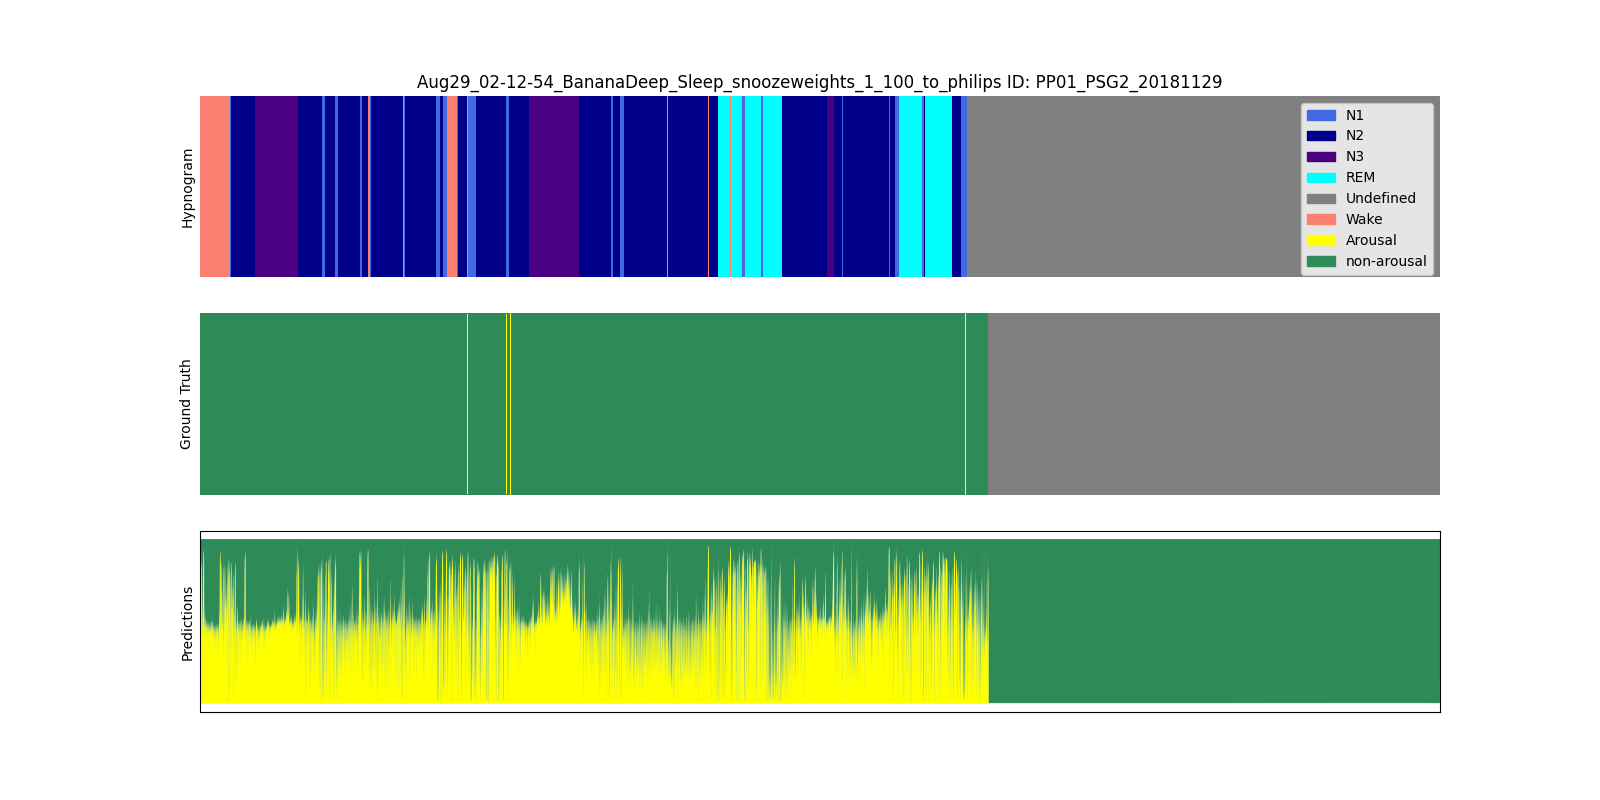 Aug29_02-12-54_BananaDeep_Sleep_snoozeweights_1_100_to_philips ID: PP01_PSG2_20181129
Hypnogram
N1
N2
N3
REM
Undefined
Wake
Arousal
non-arousal
Ground Truth
Predictions